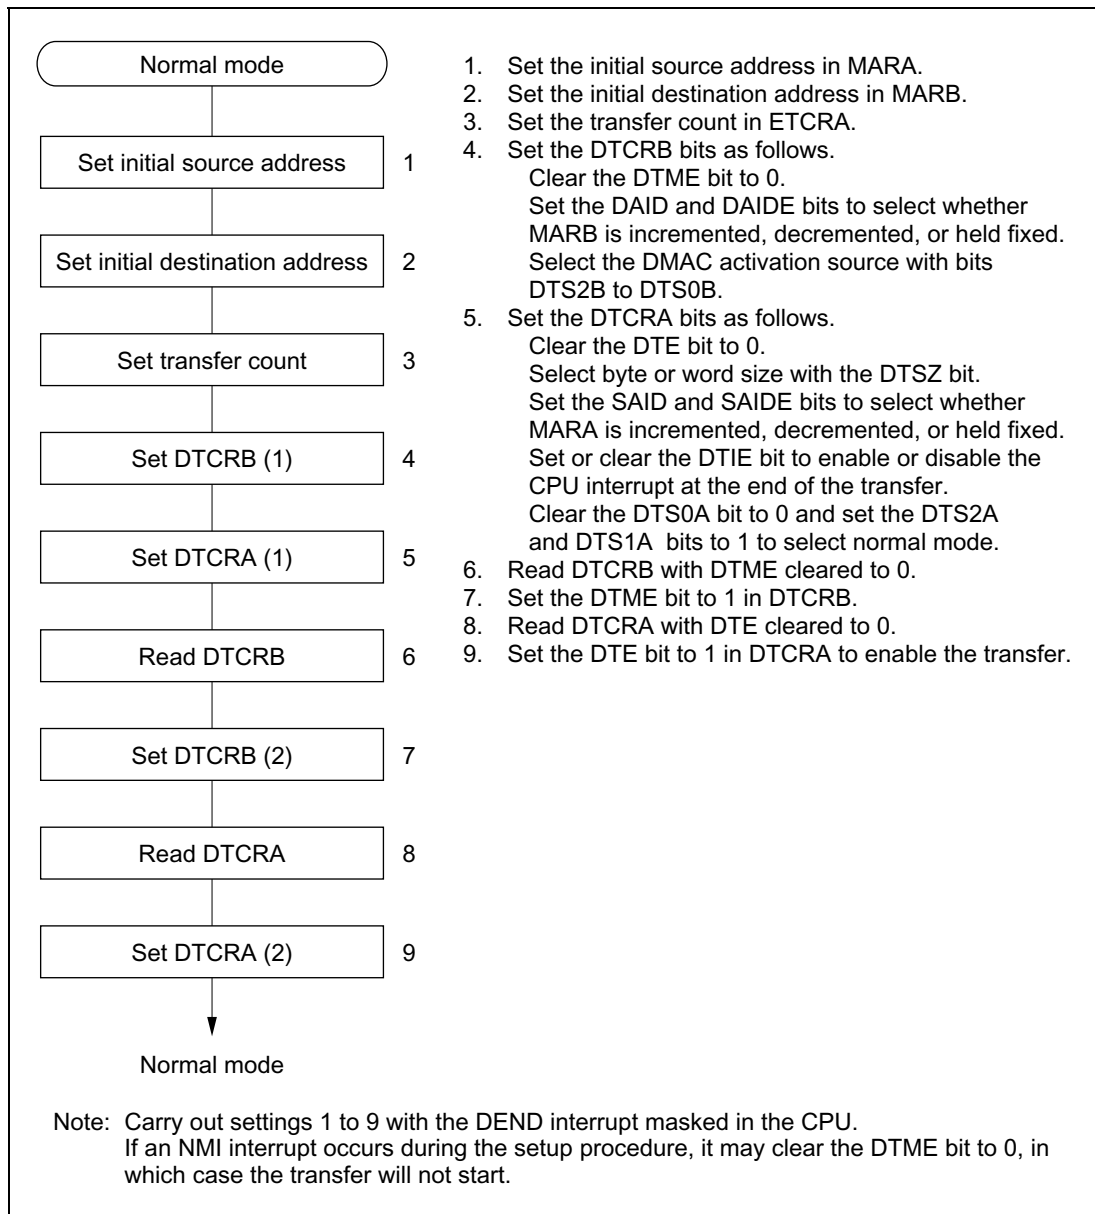 Normal mode
Set initial source address 1
Set initial destination address 2
Set transfer count 3
Set DTCRB (1) 4
Set DTCRA (1) 5
Read DTCRB 6
Set DTCRB (2) 7
Read DTCRA 8
Set DTCRA (2) 9
Normal mode
1. Set the initial source address in MARA.
2. Set the initial destination address in MARB.
3. Set the transfer count in ETCRA.
4. Set the DTCRB bits as follows.
Clear the DTME bit to 0.
Set the DAID and DAIDE bits to select whether
MARB is incremented, decremented, or held fixed.
Select the DMAC activation source with bits
DTS2B to DTS0B.
5. Set the DTCRA bits as follows.
Clear the DTE bit to 0.
Select byte or word size with the DTSZ bit.
Set the SAID and SAIDE bits to select whether
MARA is incremented, decremented, or held fixed.
Set or clear the DTIE bit to enable or disable the
CPU interrupt at the end of the transfer.
Clear the DTS0A bit to 0 and set the DTS2A
and DTS1A bits to 1 to select normal mode.
6. Read DTCRB with DTME cleared to 0.
7. Set the DTME bit to 1 in DTCRB.
8. Read DTCRA with DTE cleared to 0.
9. Set the DTE bit to 1 in DTCRA to enable the transfer.
Note: Carry out settings 1 to 9 with the DEND interrupt masked in the CPU.
If an NMI interrupt occurs during the setup procedure, it may clear the DTME bit to 0, in
which case the transfer will not start.